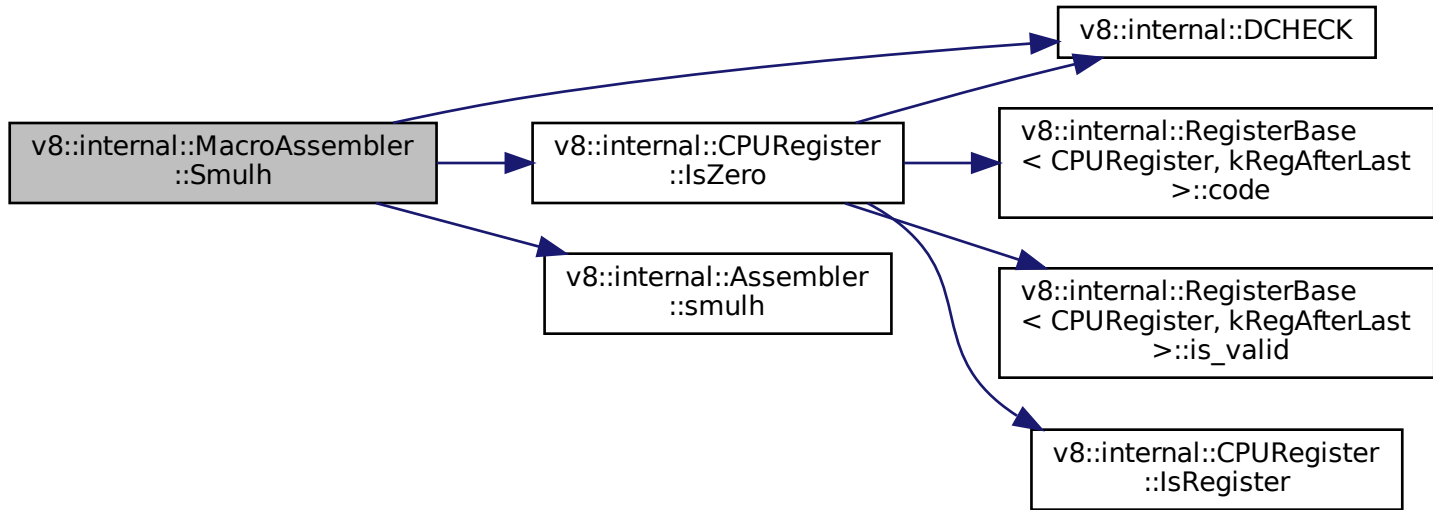 v8::internal::MacroAssembler
::Smulh
v8::internal::CPURegister
::IsZero
v8::internal::Assembler
::smulh
v8::internal::DCHECK
v8::internal::RegisterBase
< CPURegister, kRegAfterLast
>::code
v8::internal::RegisterBase
< CPURegister, kRegAfterLast
>::is_valid
v8::internal::CPURegister
::IsRegister